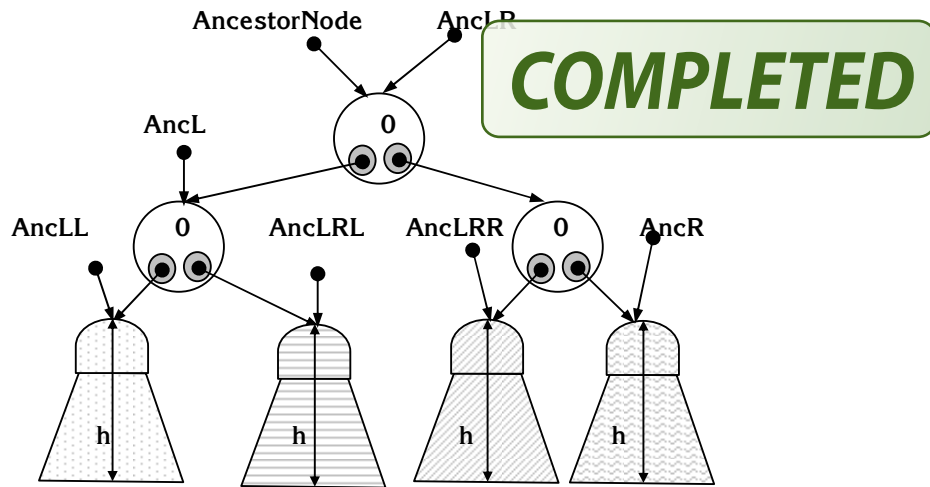 AncestorNode
AncLR
COMPLETED
0
AncL
AncLL
0
AncLRL
AncLRR
0
AncR
h
h
h
h